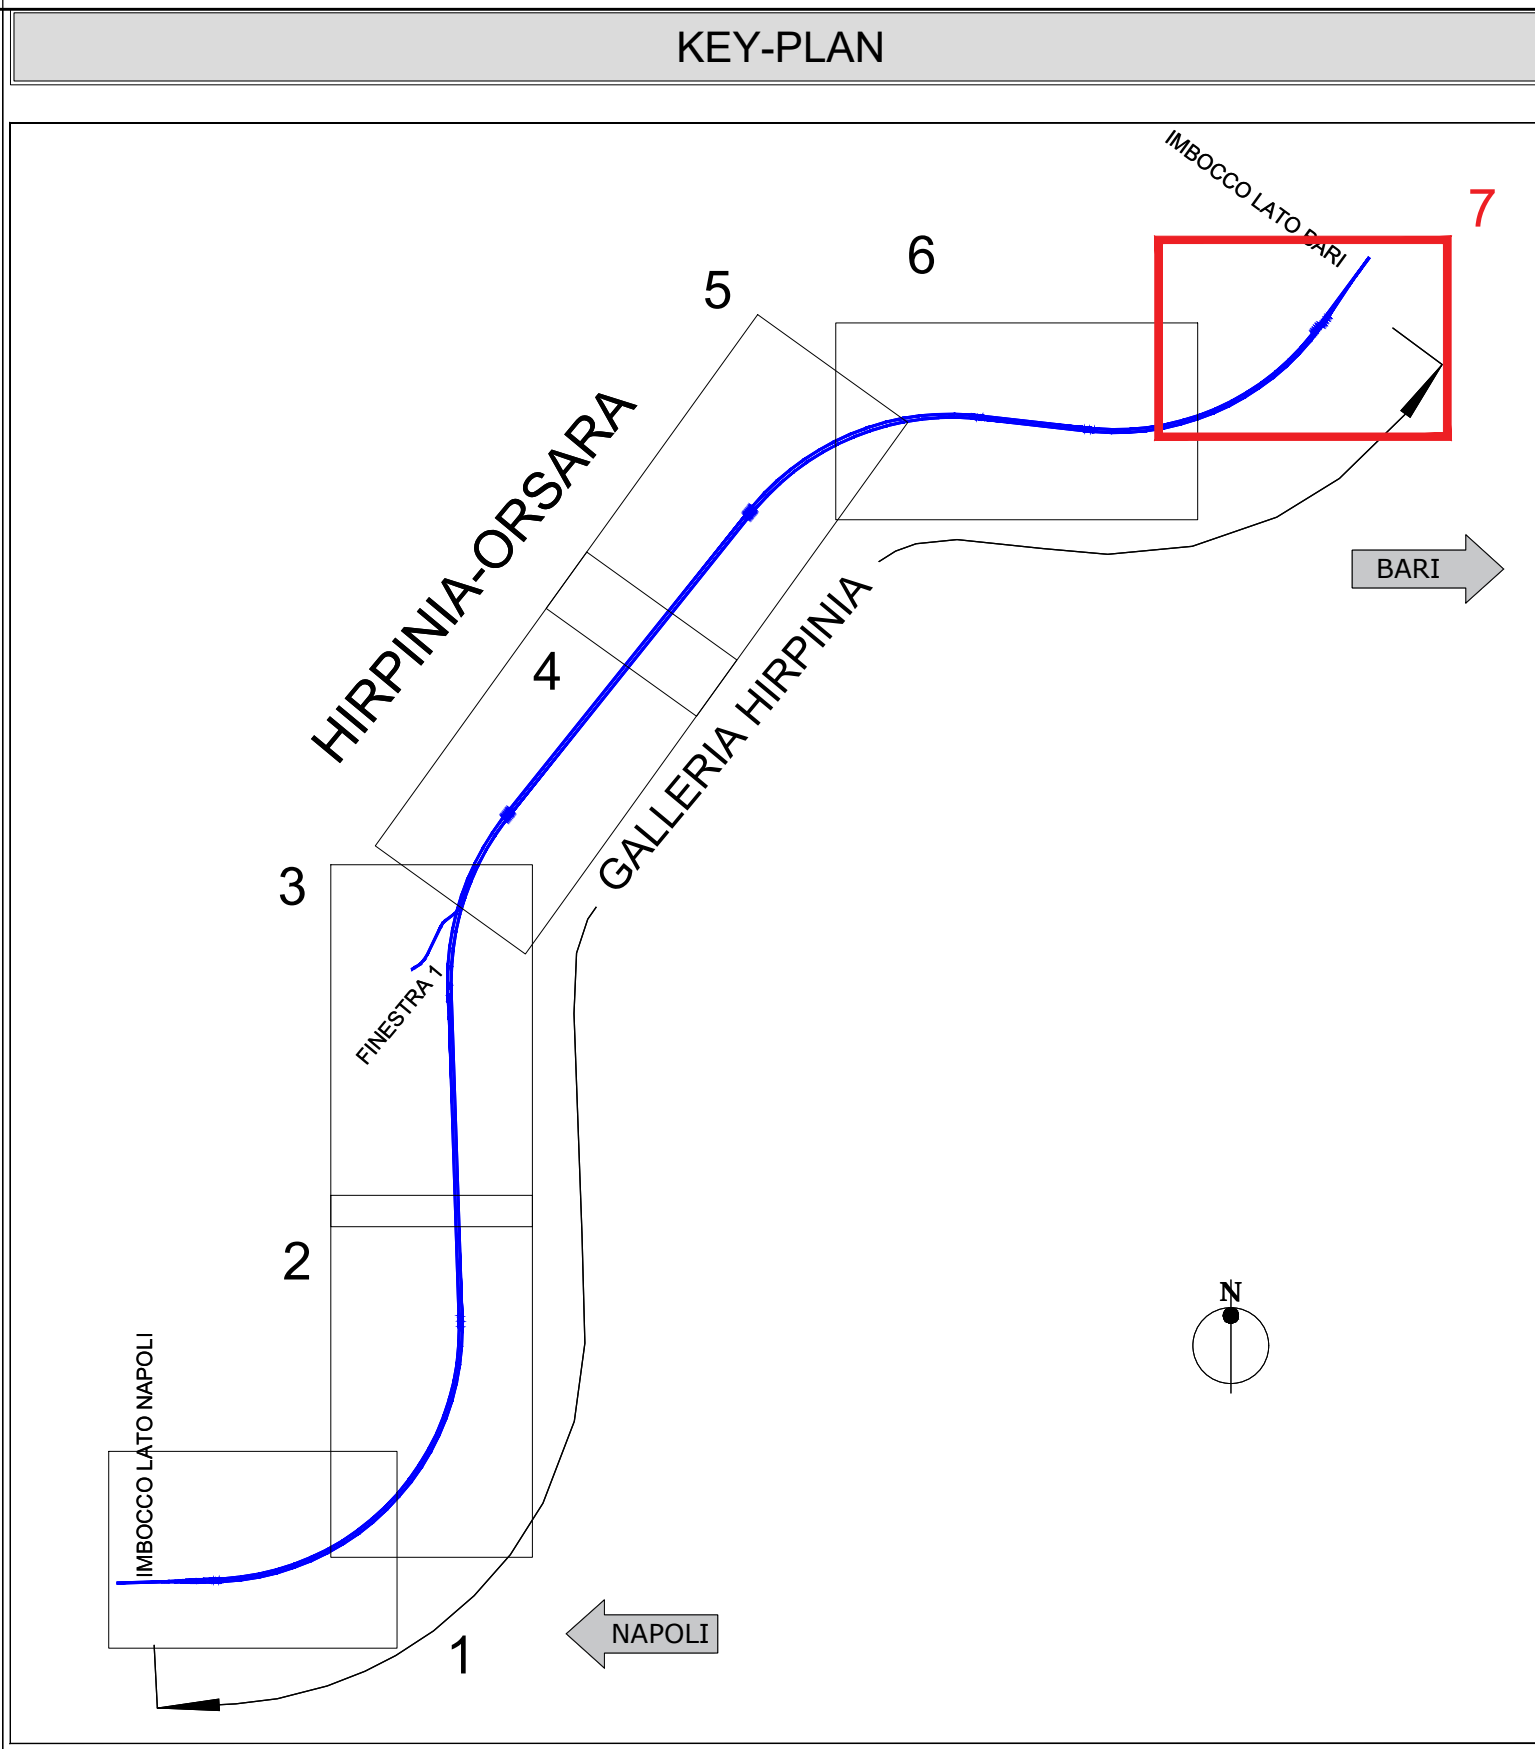 KEY-PLAN
IMBOCCO LATO BARI
7
6
5
HIRPINIA-ORSARA
BARI
GALLERIA HIRPINIA
4
3
FINESTRA 1
2
N
IMBOCCO LATO NAPOLI
NAPOLI
1